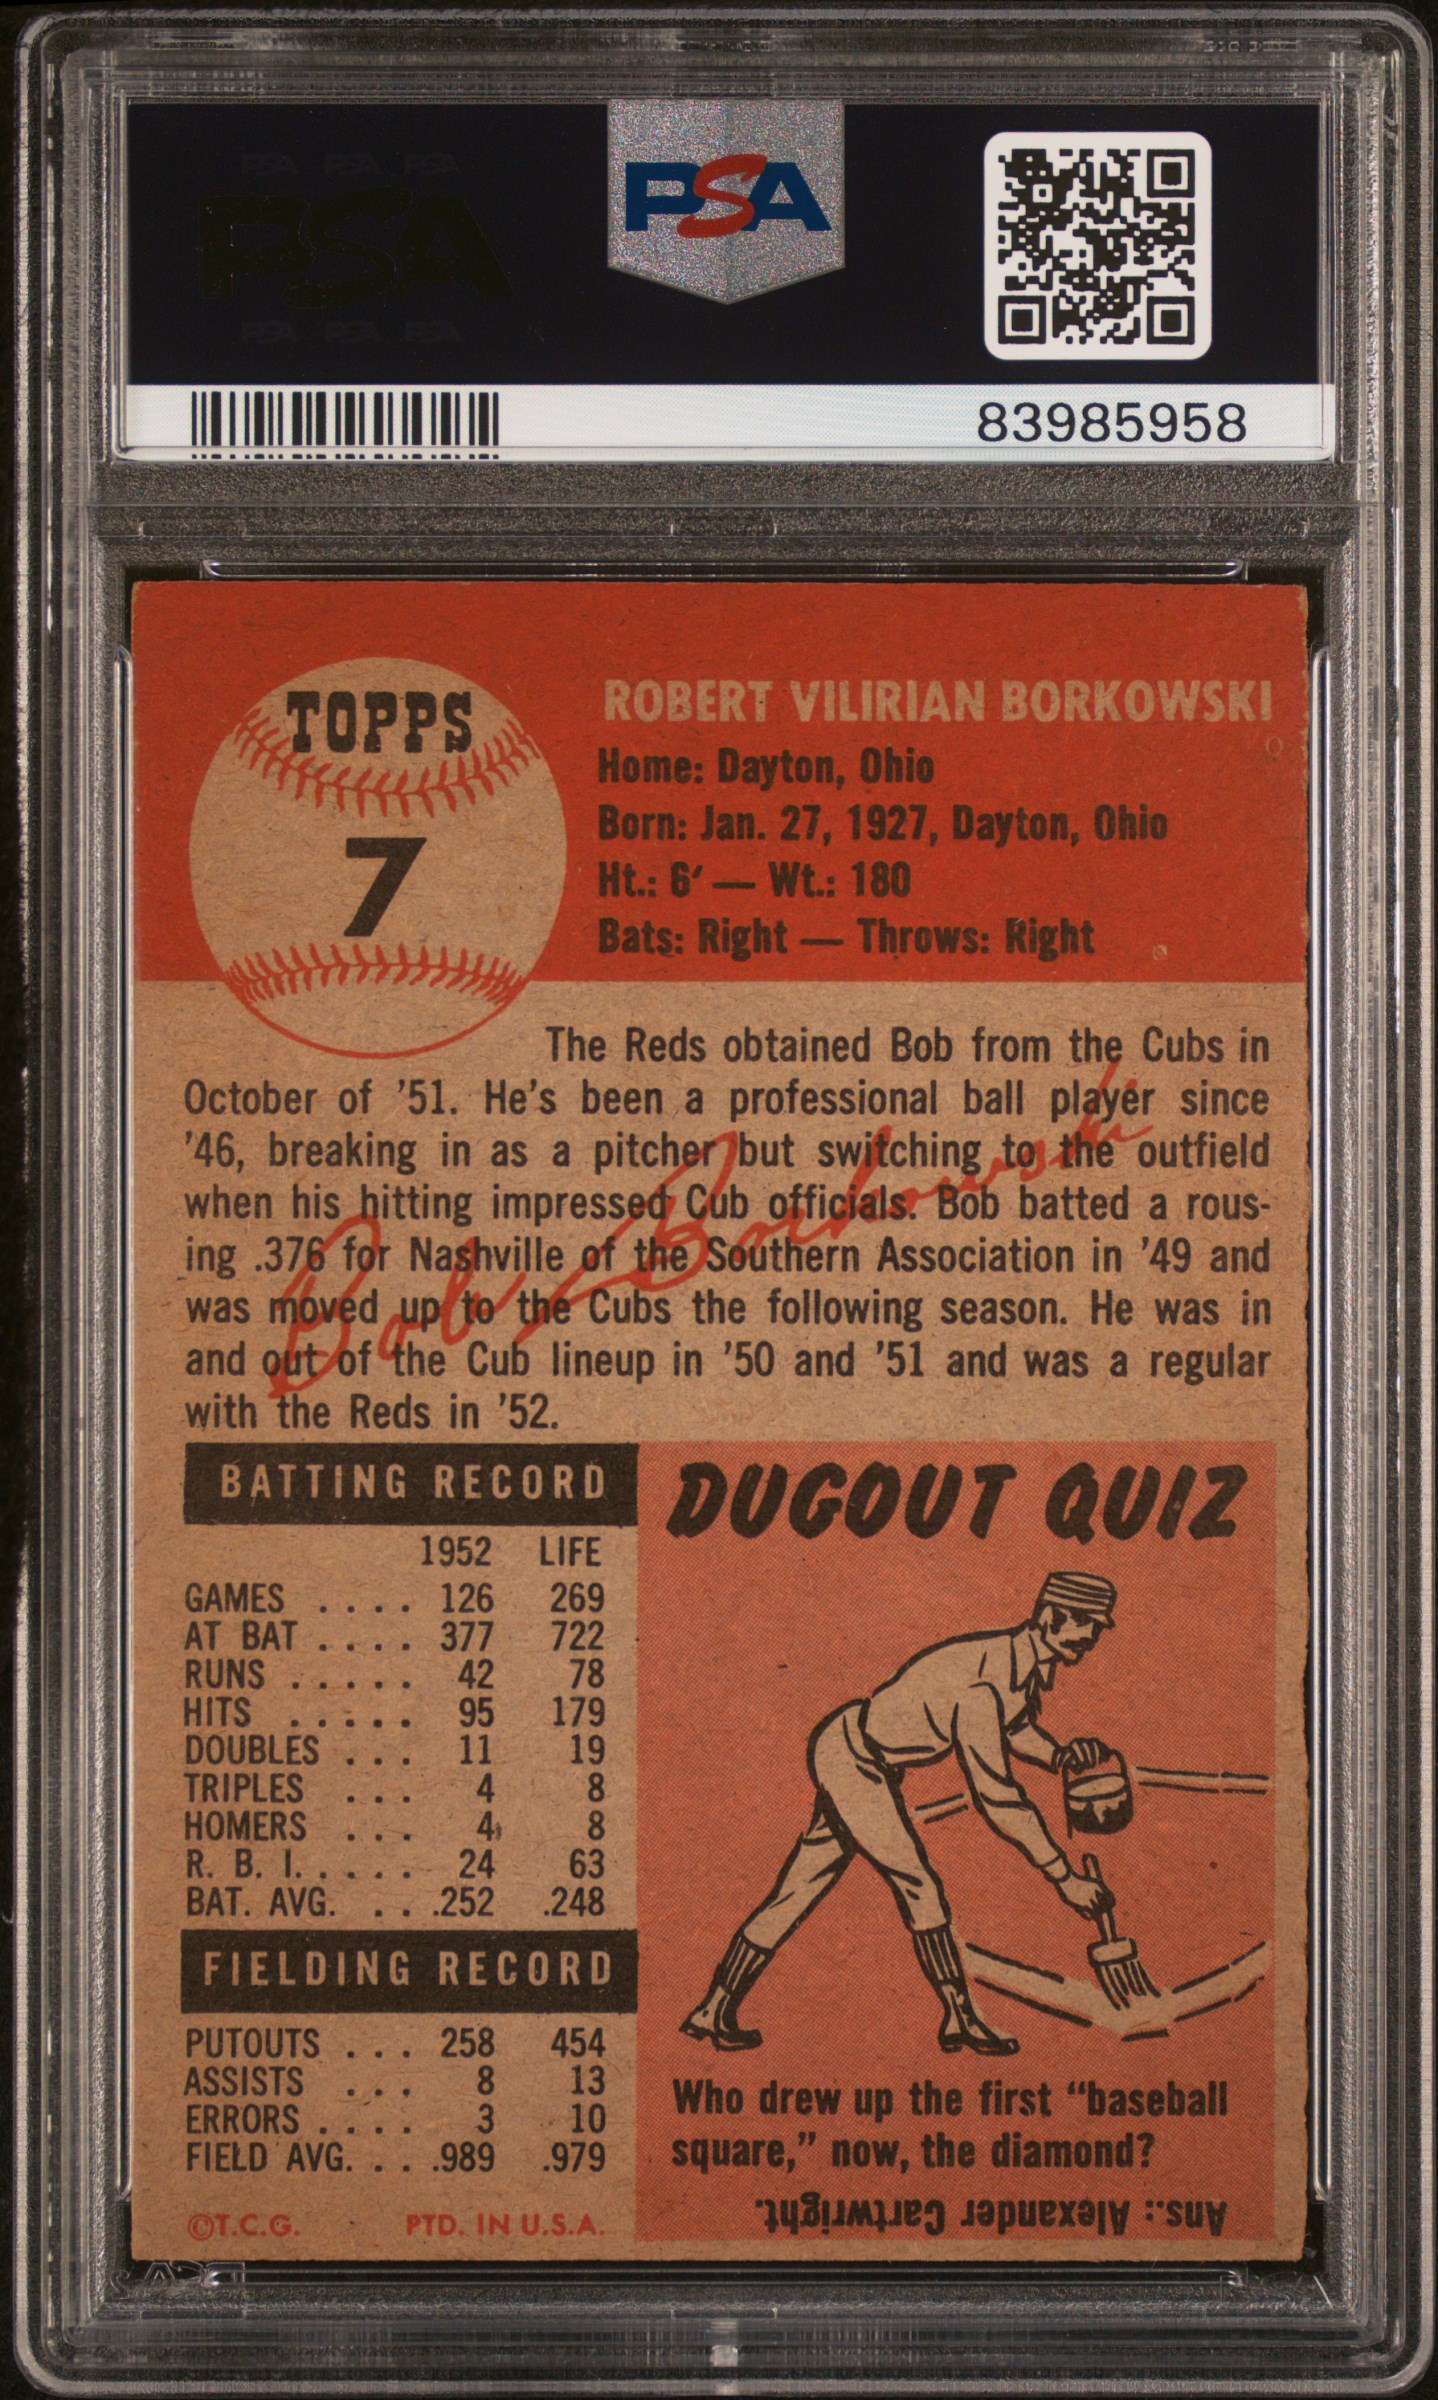 PSA PSA PSA
PSA
PSA PSA PSA
PSA
83985958
TOPPS
7
ROBERT VILIRIAN BORKOWSKI
Home: Dayton, Ohio
Born: Jan. 27, 1927, Dayton, Ohio
Ht.: 6' — Wt.: 180
Bats: Right — Throws: Right
The Reds obtained Bob from the Cubs in
October of '51. He's been a professional ball player since
'46, breaking in as a pitcher but switching to the outfield
when his hitting impressed Cub officials. Bob batted a rous-
ing .376 for Nashville of the Southern Association in '49 and
was moved up to the Cubs the following season. He was in
and out of the Cub lineup in '50 and '51 and was a regular
with the Reds in '52.
Bob Borkowski
BATTING RECORD
1952 LIFE
GAMES .... 126 269
AT BAT .... 377 722
RUNS ..... 42 78
HITS ..... 95 179
DOUBLES ... 11 19
TRIPLES ... 4 8
HOMERS ... 4 8
R. B. I. .... 24 63
BAT. AVG. ...252 .248
FIELDING RECORD
PUTOUTS ... 258 454
ASSISTS ... 8 13
ERRORS .... 3 10
FIELD AVG. ...989 .979
©T.C.G. PTD. IN U.S.A.
DUGOUT QUIZ
Who drew up the first "baseball
square," now, the diamond?
Ans.: Alexander Cartwright.